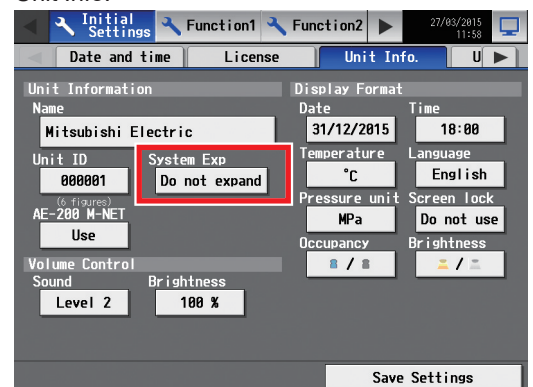 Unit Info.
Initial Settings
Function1
Function2
27/03/2015
11:58
Date and time
License
Unit Info.
U
Unit Information
Name
Mitsubishi Electric
Unit ID
System Exp
000001
Do not expand
(6 figures)
AE-200 M-NET
Use
Volume Control
Sound
Brightness
Level 2
100 %
Display Format
Date
Time
31/12/2015
18:00
Temperature
Language
°C
English
Pressure unit
Screen lock
MPa
Do not use
Occupancy
Brightness
/
/
Save Settings